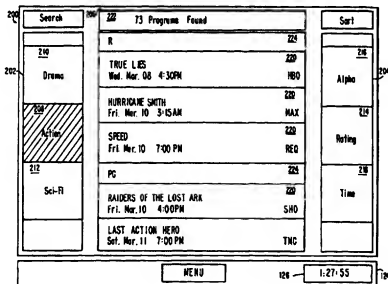 200 Search 206 222 73 Programs Found Sort
R 224
210 220 216
TRUE LIES
202 Drama Wed. Mar. 08 4:30PM HBO Alpha 204
208 HURRICANE SMITH 220 214
Action Fri. Mar. 10 3:15AM MAX
SPEED 220
Fri. Mar. 10 7:00 PM REQ Rating
212 PG 224 218
Sci-Fi RAIDERS OF THE LOST ARK 220 Time
Fri. Mar. 10 4:00PM SHO
LAST ACTION HERO
Sat. Mar. 11 7:00 PM TMC
MENU 126 1:27:55